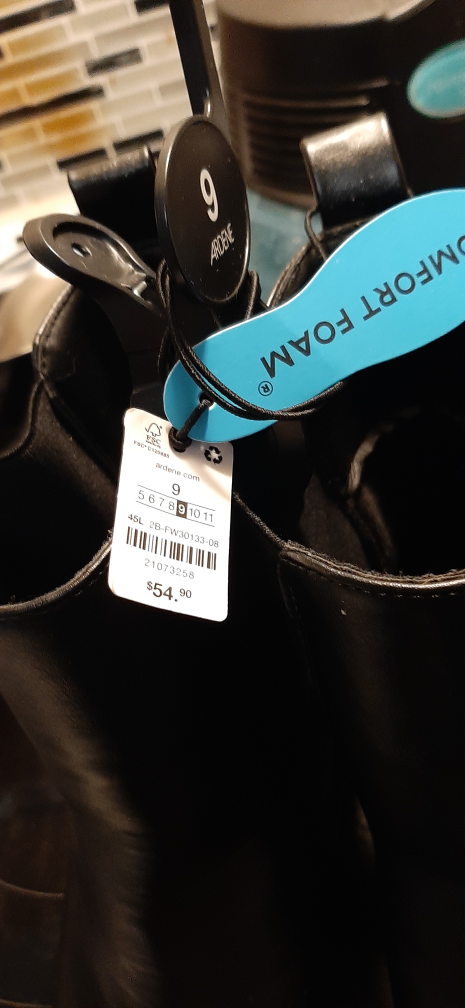 9
ARDENE
COMFORT FOAM®
FSC
ardene.com
9
5 6 7 8 9 10 11
45L 2B-FW30133-08
21073258
$54.90